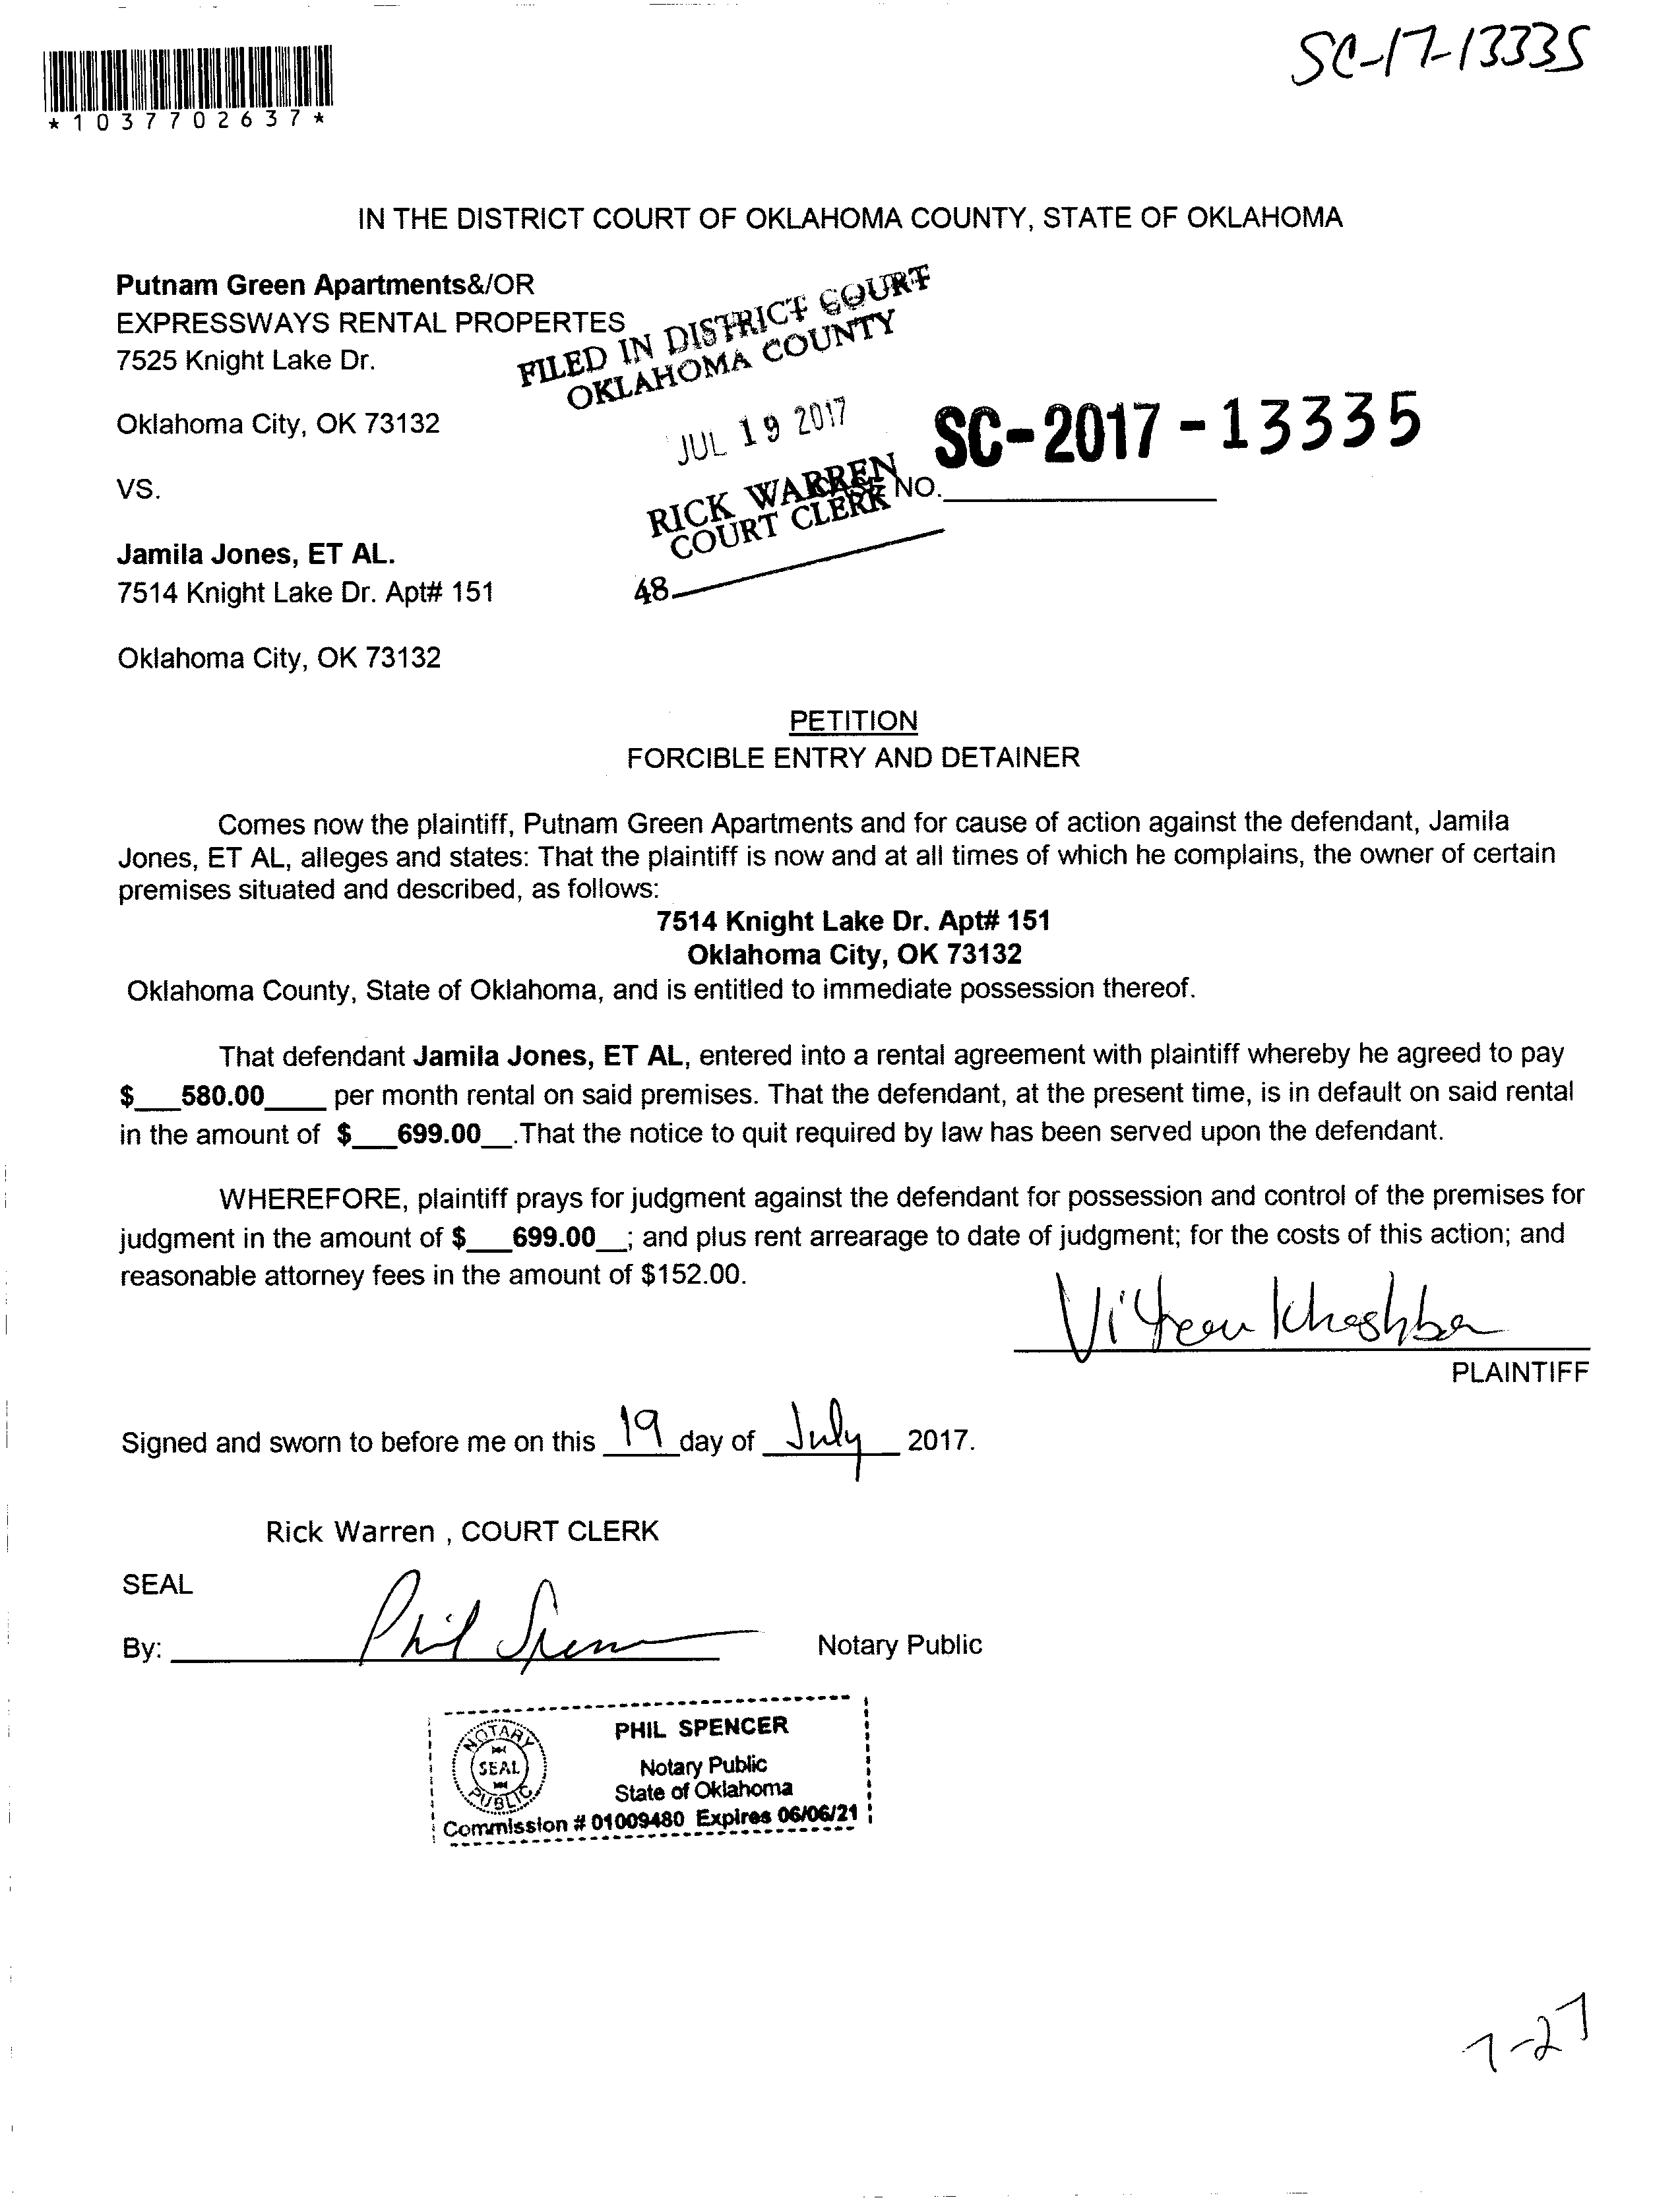 SC-17-13335
*1037702637*
IN THE DISTRICT COURT OF OKLAHOMA COUNTY, STATE OF OKLAHOMA
Putnam Green Apartments&/OR
EXPRESSWAYS RENTAL PROPERTES
7525 Knight Lake Dr.
Oklahoma City, OK 73132
FILED IN DISTRICT COURT
OKLAHOMA COUNTY
JUL 19 2017
RICK WARREN
COURT CLERK
48
SC-2017-13335
CASE NO.
VS.
Jamila Jones, ET AL.
7514 Knight Lake Dr. Apt# 151
Oklahoma City, OK 73132
PETITION
FORCIBLE ENTRY AND DETAINER
Comes now the plaintiff, Putnam Green Apartments and for cause of action against the defendant, Jamila
Jones, ET AL, alleges and states: That the plaintiff is now and at all times of which he complains, the owner of certain
premises situated and described, as follows:
7514 Knight Lake Dr. Apt# 151
Oklahoma City, OK 73132
Oklahoma County, State of Oklahoma, and is entitled to immediate possession thereof.
That defendant Jamila Jones, ET AL, entered into a rental agreement with plaintiff whereby he agreed to pay
$___580.00____ per month rental on said premises. That the defendant, at the present time, is in default on said rental
in the amount of $___699.00__.That the notice to quit required by law has been served upon the defendant.
WHEREFORE, plaintiff prays for judgment against the defendant for possession and control of the premises for
judgment in the amount of $___699.00__; and plus rent arrearage to date of judgment; for the costs of this action; and
reasonable attorney fees in the amount of $152.00.
PLAINTIFF
Signed and sworn to before me on this 19 day of July 2017.
Rick Warren , COURT CLERK
SEAL
By: Phil Spencer Notary Public
NOTARY PUBLIC
SEAL
PHIL SPENCER
Notary Public
State of Oklahoma
Commission # 01009480 Expires 06/06/21
7-27